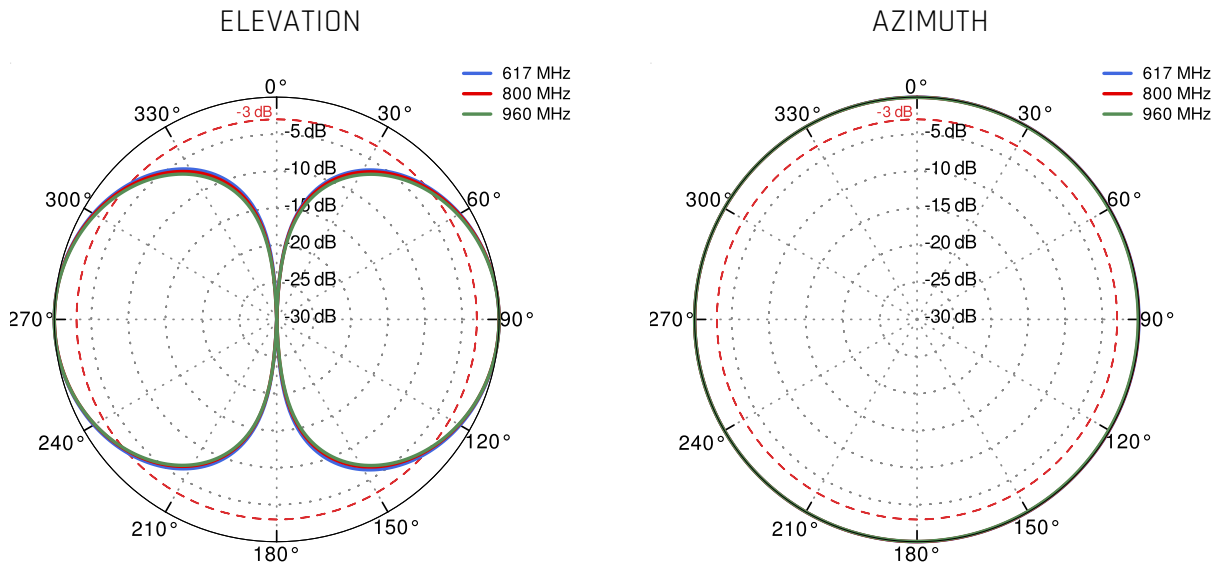 ELEVATION
617 MHz
800 MHz
960 MHz
0°
330°
-3 dB
30°
-5 dB
-10 dB
300°
-15 dB
60°
-20 dB
-25 dB
270°
-30 dB
90°
240°
120°
210°
150°
180°
AZIMUTH
617 MHz
800 MHz
960 MHz
0°
330°
-3 dB
30°
-5 dB
-10 dB
300°
-15 dB
60°
-20 dB
-25 dB
270°
-30 dB
90°
240°
120°
210°
150°
180°